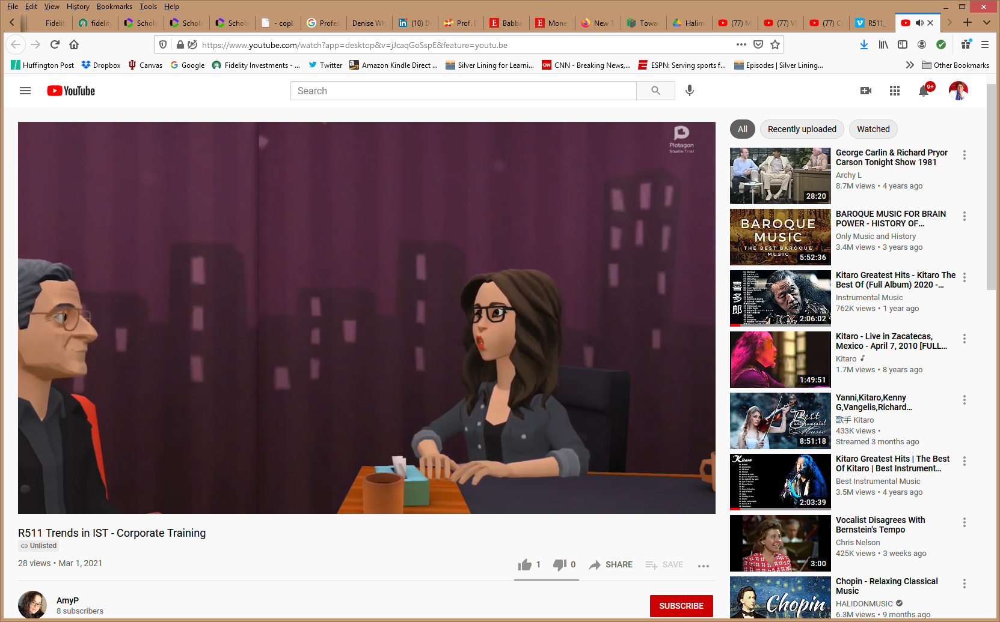 File Edit View History Bookmarks Tools Help
Fidelit fidelity Schola Schola Schola - copl Profes Denise Wh (10) De Prof. D Babba Money New T Towar Halim (77) M (77) VI (77) C R511_T
https://www.youtube.com/watch?app=desktop&v=jJcaqGoSspE&feature=youtu.be
Huffington Post Dropbox Canvas Google Fidelity Investments - ... Twitter Amazon Kindle Direct ... Silver Lining for Learni... CNN - Breaking News,... ESPN: Serving sports f... Episodes | Silver Lining... Other Bookmarks
YouTube
Search
9+
Plotagon
Studio Trial
R511 Trends in IST - Corporate Training
Unlisted
28 views • Mar 1, 2021
1 0 SHARE SAVE
AmyP
8 subscribers
SUBSCRIBE
All Recently uploaded Watched
28:20
George Carlin & Richard Pryor
Carson Tonight Show 1981
Archy L
8.7M views • 4 years ago
BAROQUE
MUSIC
THE BEST BAROQUE
MUSIC
5:52:36
BAROQUE MUSIC FOR BRAIN
POWER - HISTORY OF...
Only Music and History
3.4M views • 3 years ago
喜多郎
2:06:02
Kitaro Greatest Hits - Kitaro The
Best Of (Full Album) 2020 -...
Instrumental Music
762K views • 1 year ago
1:49:51
Kitaro - Live in Zacatecas,
Mexico - April 7, 2010 [FULL...
Kitaro
1.7M views • 8 years ago
Best
Instrumental
Music
8:51:18
Yanni,Kitaro,Kenny
G,Vangelis,Richard...
歌手 Kitaro
433K views •
Streamed 3 months ago
Kitaro
2:03:39
Kitaro Greatest Hits | The Best
Of Kitaro | Best Instrument...
Best Instrumental Music
3.5M views • 4 years ago
3:00
Vocalist Disagrees With
Bernstein's Tempo
Chris Nelson
425K views • 3 weeks ago
Chopin
Chopin - Relaxing Classical
Music
HALIDONMUSIC
6.3M views • 9 months ago